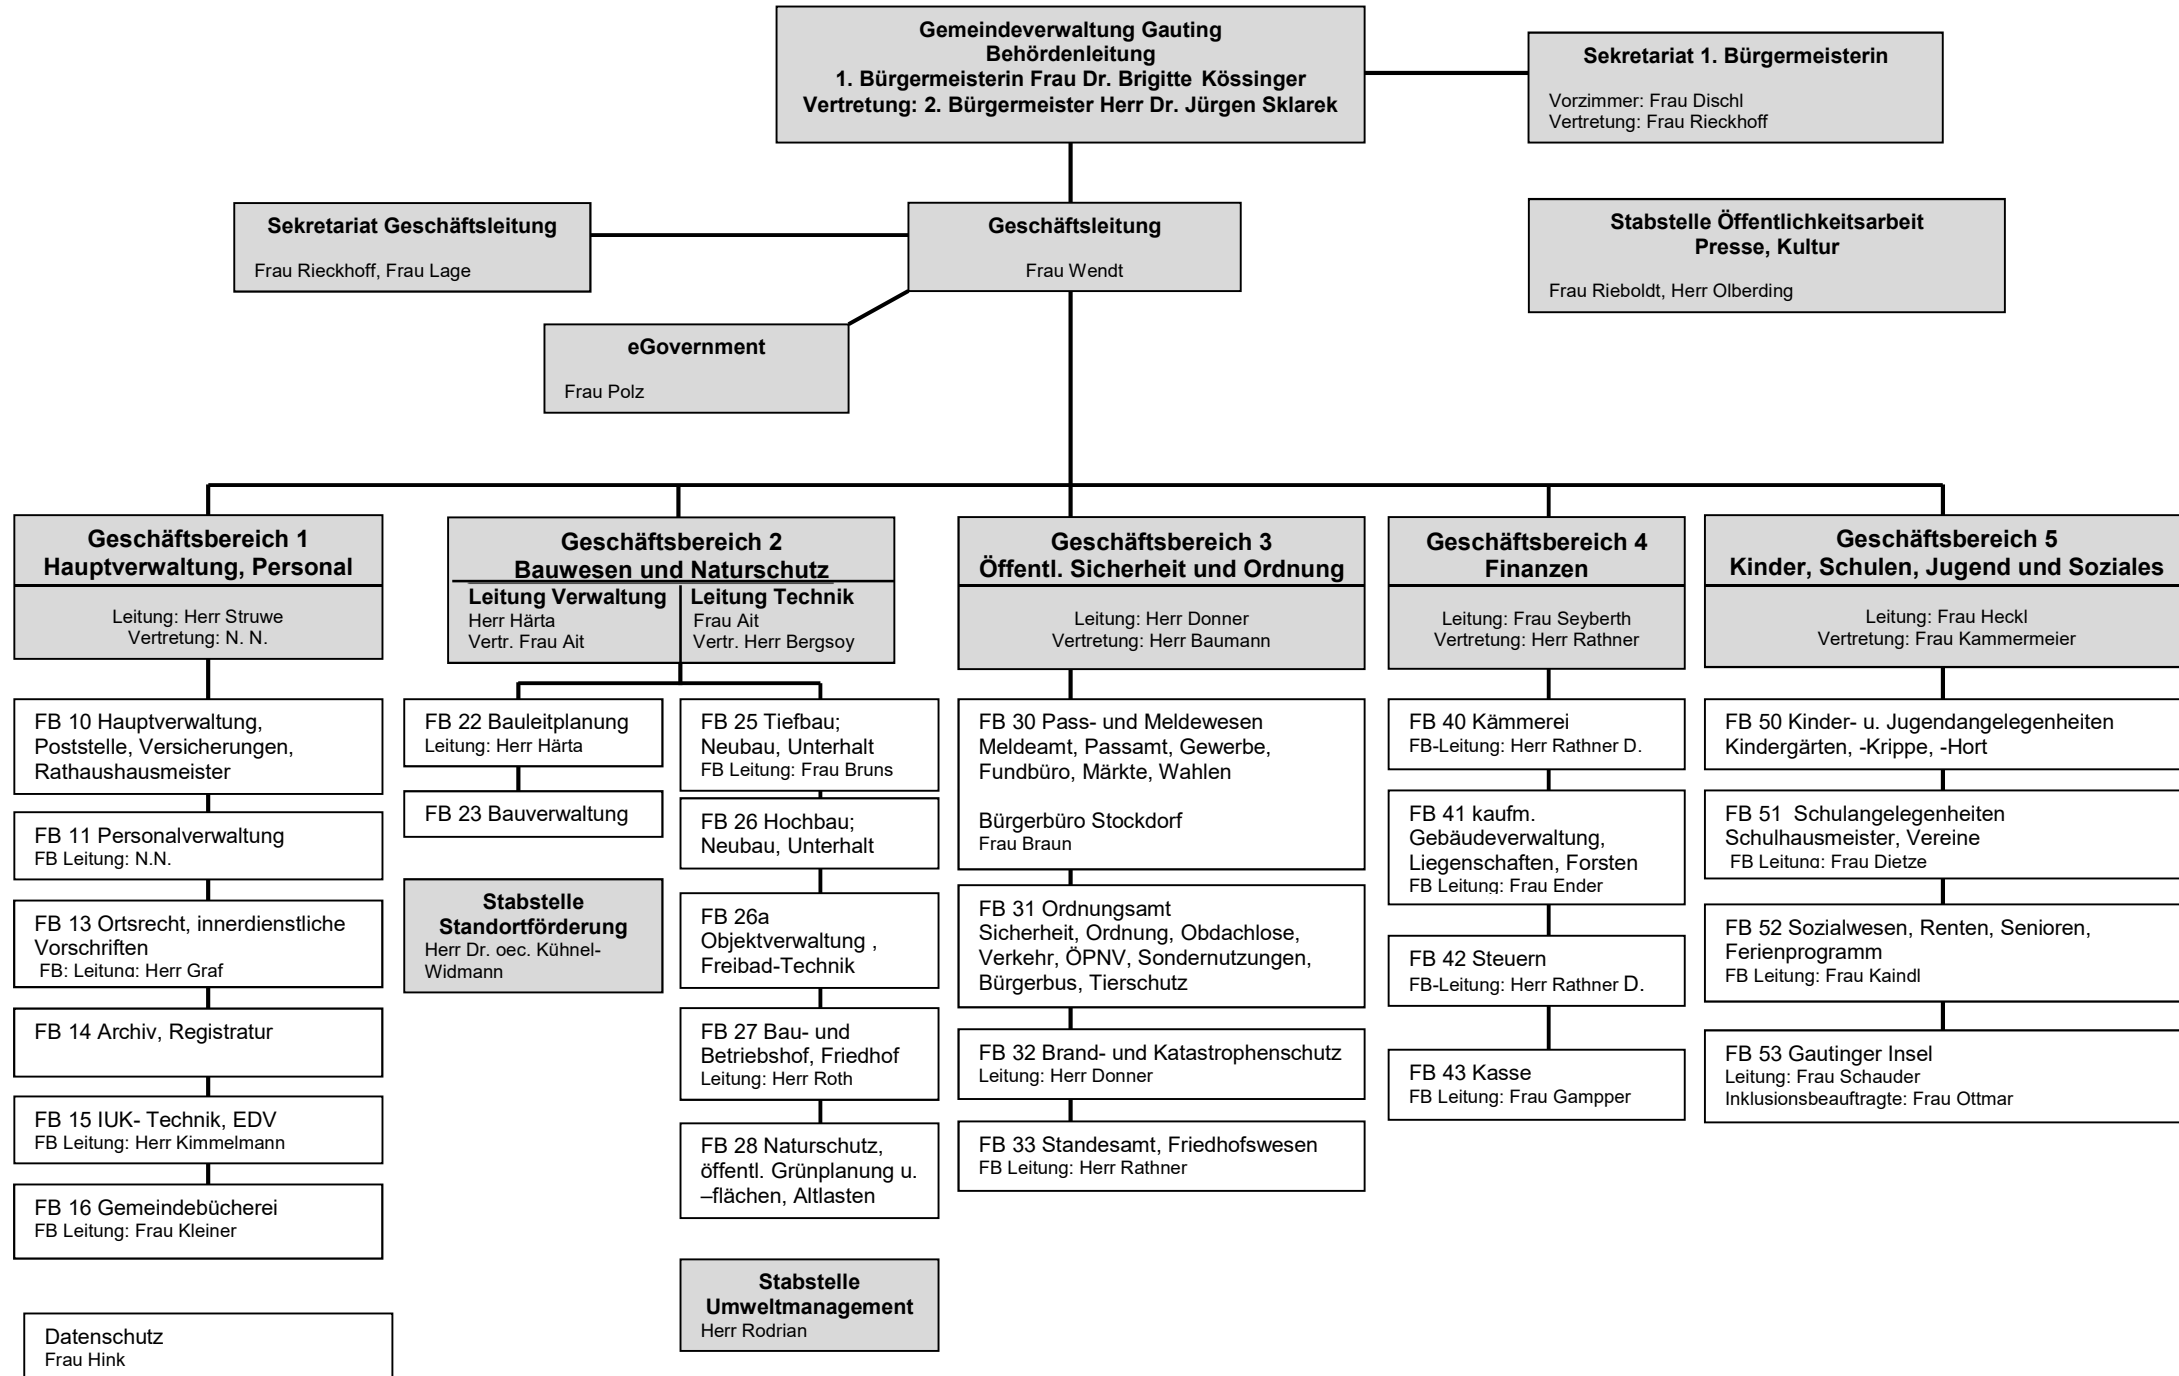 Gemeindeverwaltung Gauting
Behördenleitung
1. Bürgermeisterin Frau Dr. Brigitte Kössinger
Vertretung: 2. Bürgermeister Herr Dr. Jürgen Sklarek
Sekretariat 1. Bürgermeisterin
Vorzimmer: Frau Dischl
Vertretung: Frau Rieckhoff
Sekretariat Geschäftsleitung
Frau Rieckhoff, Frau Lage
Geschäftsleitung
Frau Wendt
Stabstelle Öffentlichkeitsarbeit
Presse, Kultur
Frau Rieboldt, Herr Olberding
eGovernment
Frau Polz
Geschäftsbereich 1
Hauptverwaltung, Personal
Leitung: Herr Struwe
Vertretung: N. N.
FB 10 Hauptverwaltung,
Poststelle, Versicherungen,
Rathaushausmeister
FB 11 Personalverwaltung
FB Leitung: N.N.
FB 13 Ortsrecht, innerdienstliche
Vorschriften
FB: Leitung: Herr Graf
FB 14 Archiv, Registratur
FB 15 IUK- Technik, EDV
FB Leitung: Herr Kimmelmann
FB 16 Gemeindebücherei
FB Leitung: Frau Kleiner
Datenschutz
Frau Hink
Geschäftsbereich 2
Bauwesen und Naturschutz
Leitung Verwaltung
Herr Härta
Vertr. Frau Ait
Leitung Technik
Frau Ait
Vertr. Herr Bergsoy
FB 22 Bauleitplanung
Leitung: Herr Härta
FB 23 Bauverwaltung
Stabstelle
Standortförderung
Herr Dr. oec. Kühnel-
Widmann
FB 25 Tiefbau;
Neubau, Unterhalt
FB Leitung: Frau Bruns
FB 26 Hochbau;
Neubau, Unterhalt
FB 26a
Objektverwaltung ,
Freibad-Technik
FB 27 Bau- und
Betriebshof, Friedhof
Leitung: Herr Roth
FB 28 Naturschutz,
öffentl. Grünplanung u.
–flächen, Altlasten
Stabstelle
Umweltmanagement
Herr Rodrian
Geschäftsbereich 3
Öffentl. Sicherheit und Ordnung
Leitung: Herr Donner
Vertretung: Herr Baumann
FB 30 Pass- und Meldewesen
Meldeamt, Passamt, Gewerbe,
Fundbüro, Märkte, Wahlen
Bürgerbüro Stockdorf
Frau Braun
FB 31 Ordnungsamt
Sicherheit, Ordnung, Obdachlose,
Verkehr, ÖPNV, Sondernutzungen,
Bürgerbus, Tierschutz
FB 32 Brand- und Katastrophenschutz
Leitung: Herr Donner
FB 33 Standesamt, Friedhofswesen
FB Leitung: Herr Rathner
Geschäftsbereich 4
Finanzen
Leitung: Frau Seyberth
Vertretung: Herr Rathner
FB 40 Kämmerei
FB-Leitung: Herr Rathner D.
FB 41 kaufm.
Gebäudeverwaltung,
Liegenschaften, Forsten
FB Leitung: Frau Ender
FB 42 Steuern
FB-Leitung: Herr Rathner D.
FB 43 Kasse
FB Leitung: Frau Gampper
Geschäftsbereich 5
Kinder, Schulen, Jugend und Soziales
Leitung: Frau Heckl
Vertretung: Frau Kammermeier
FB 50 Kinder- u. Jugendangelegenheiten
Kindergärten, -Krippe, -Hort
FB 51 Schulangelegenheiten
Schulhausmeister, Vereine
FB Leitung: Frau Dietze
FB 52 Sozialwesen, Renten, Senioren,
Ferienprogramm
FB Leitung: Frau Kaindl
FB 53 Gautinger Insel
Leitung: Frau Schauder
Inklusionsbeauftragte: Frau Ottmar